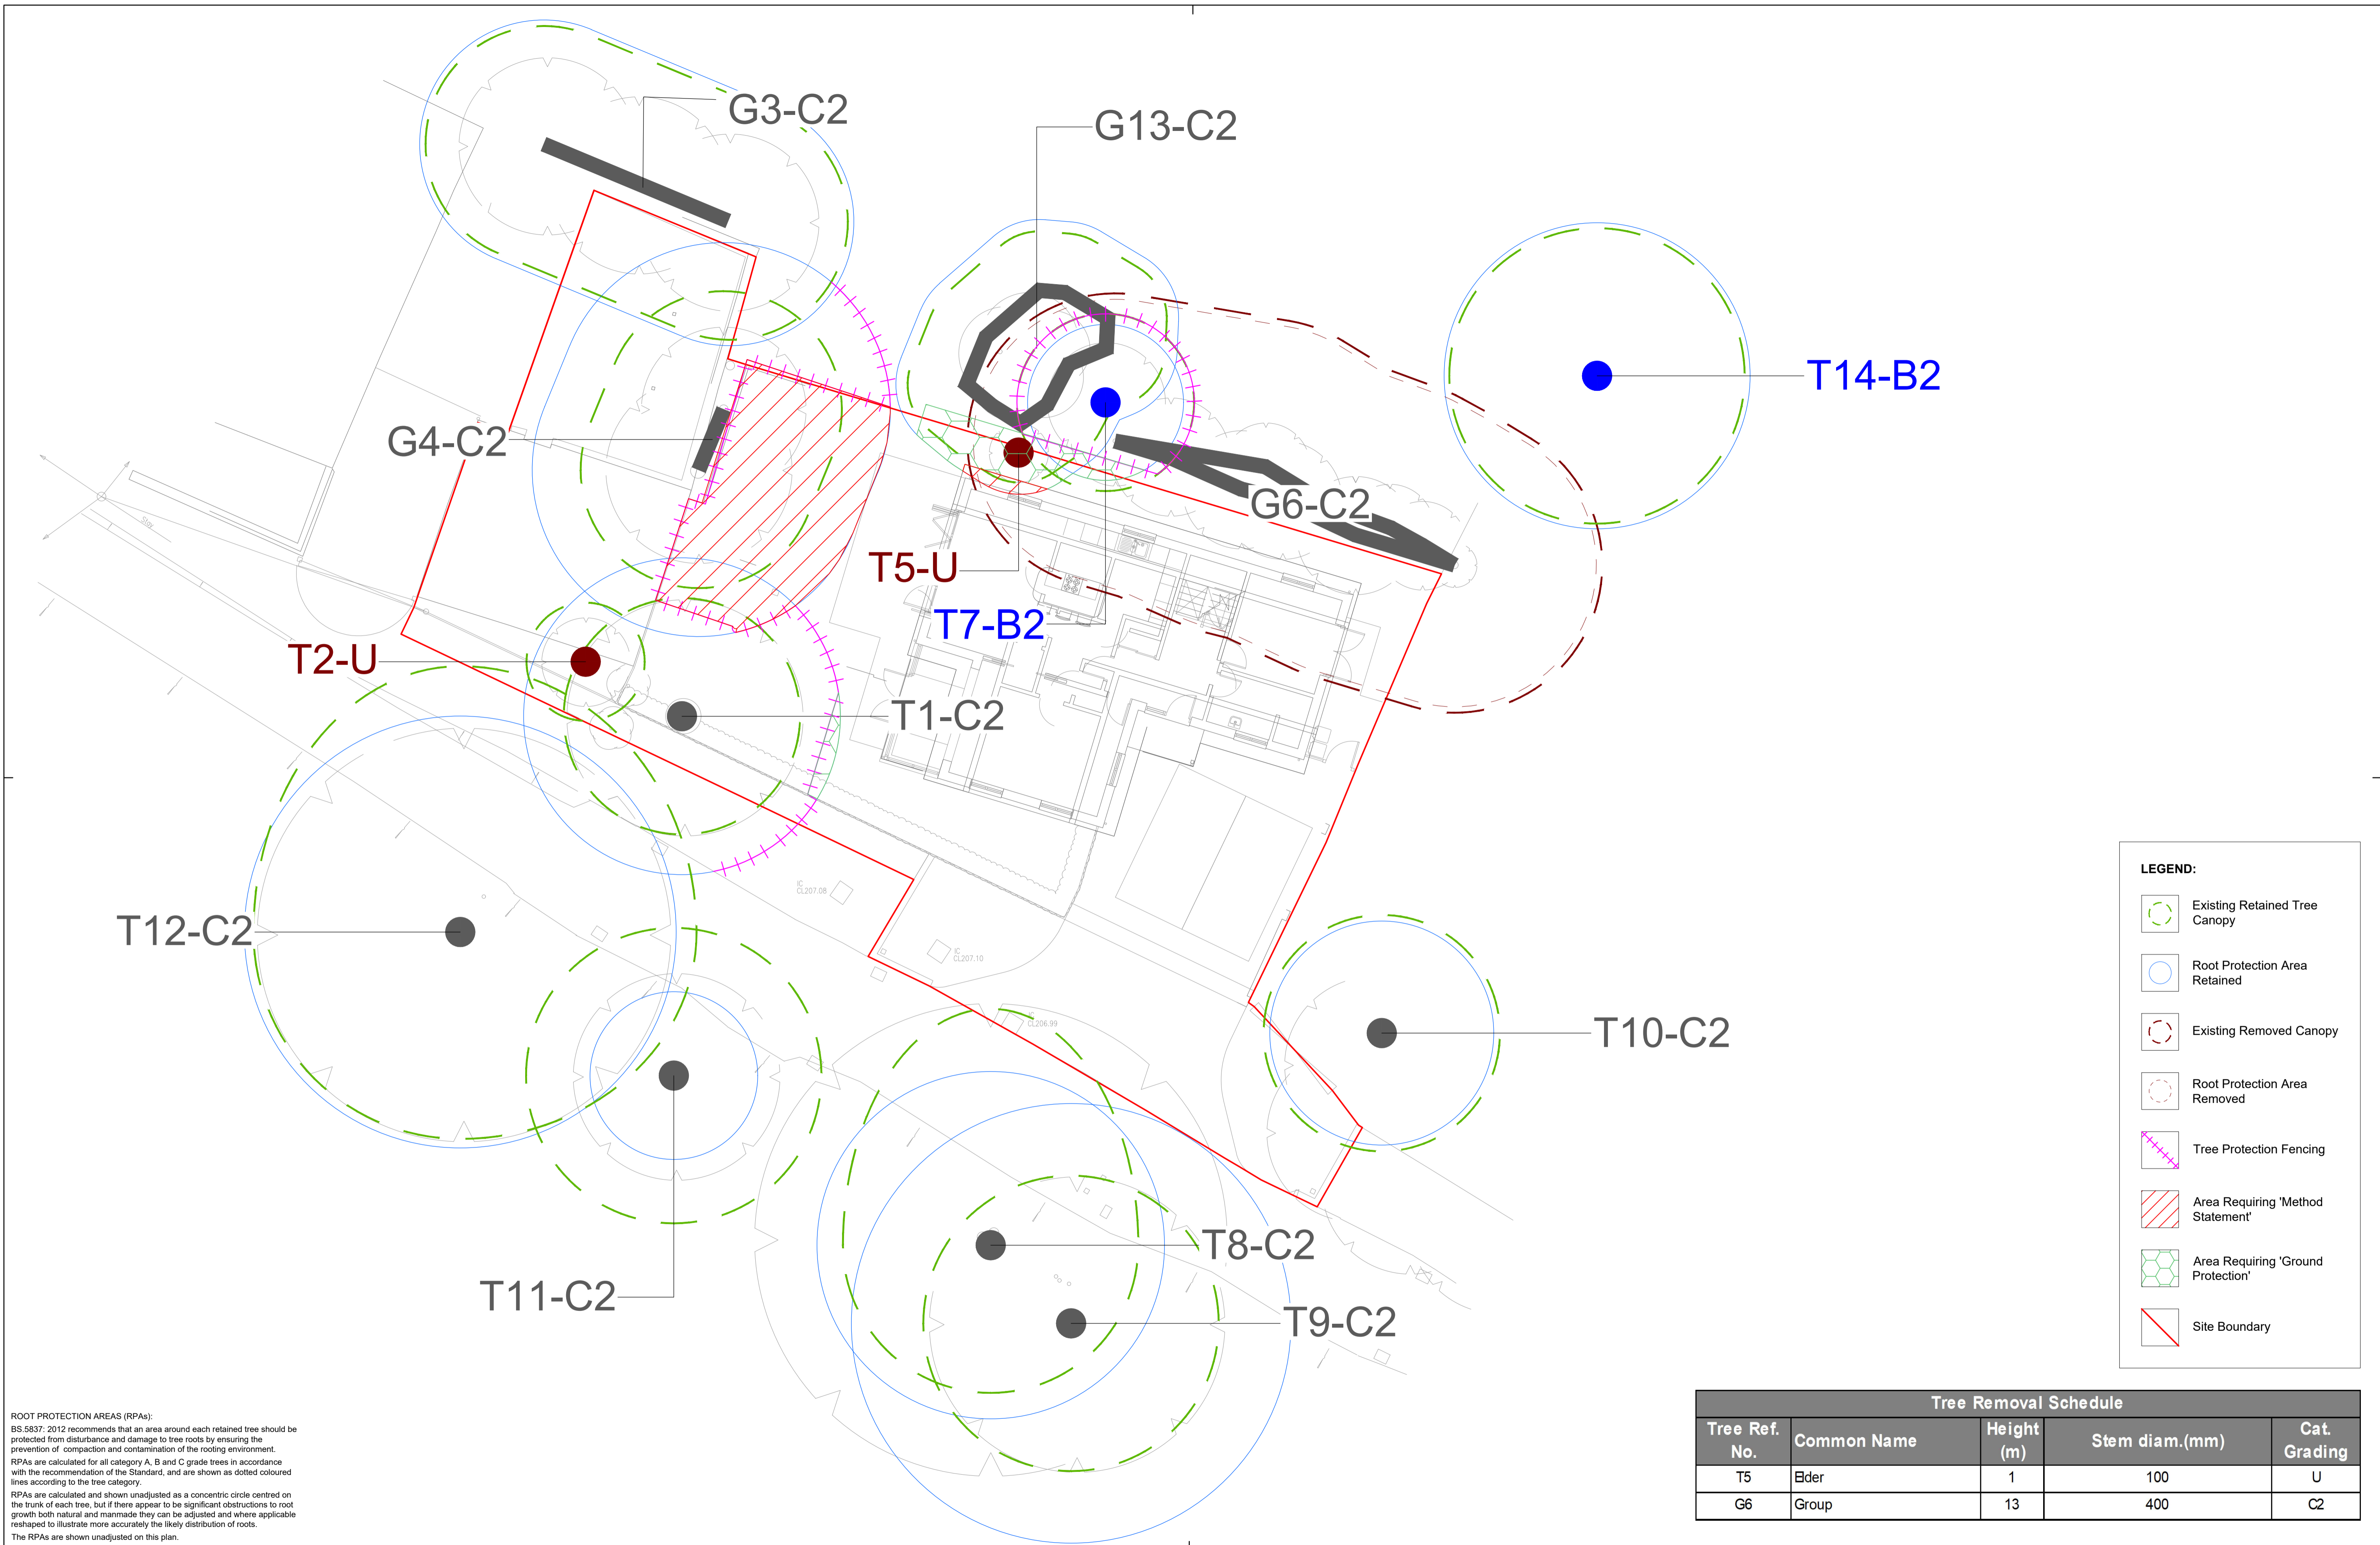 G3-C2
G13-C2
T14-B2
G4-C2
G6-C2
T5-U
T7-B2
T2-U
T1-C2
IC
CL207.08
T12-C2
IC
CL207.10
IC
CL206.99
T10-C2
T8-C2
T11-C2
T9-C2
LEGEND:
Existing Retained Tree
Canopy
Root Protection Area
Retained
Existing Removed Canopy
Root Protection Area
Removed
Tree Protection Fencing
Area Requiring 'Method
Statement'
Area Requiring 'Ground
Protection'
Site Boundary
Tree Removal Schedule
Tree Ref. No. Common Name Height (m) Stem diam.(mm) Cat. Grading
T5 Elder 1 100 U
G6 Group 13 400 C2
ROOT PROTECTION AREAS (RPAs):
BS.5837: 2012 recommends that an area around each retained tree should be
protected from disturbance and damage to tree roots by ensuring the
prevention of compaction and contamination of the rooting environment.
RPAs are calculated for all category A, B and C grade trees in accordance
with the recommendation of the Standard, and are shown as dotted coloured
lines according to the tree category.
RPAs are calculated and shown unadjusted as a concentric circle centred on
the trunk of each tree, but if there appear to be significant obstructions to root
growth both natural and manmade they can be adjusted and where applicable
reshaped to illustrate more accurately the likely distribution of roots.
The RPAs are shown unadjusted on this plan.